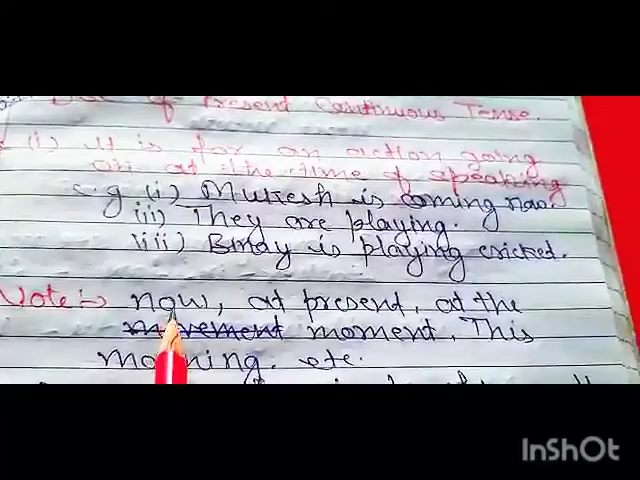 Use of Present Continuous Tense.
(i) It is for an action going
on at the time of speaking
e.g (i) Mukesh is coming now.
(ii) They are playing.
(iii) Binay is playing cricket.
Note:- now, at present, at the
movement moment. This
morning. etc.
InShOt